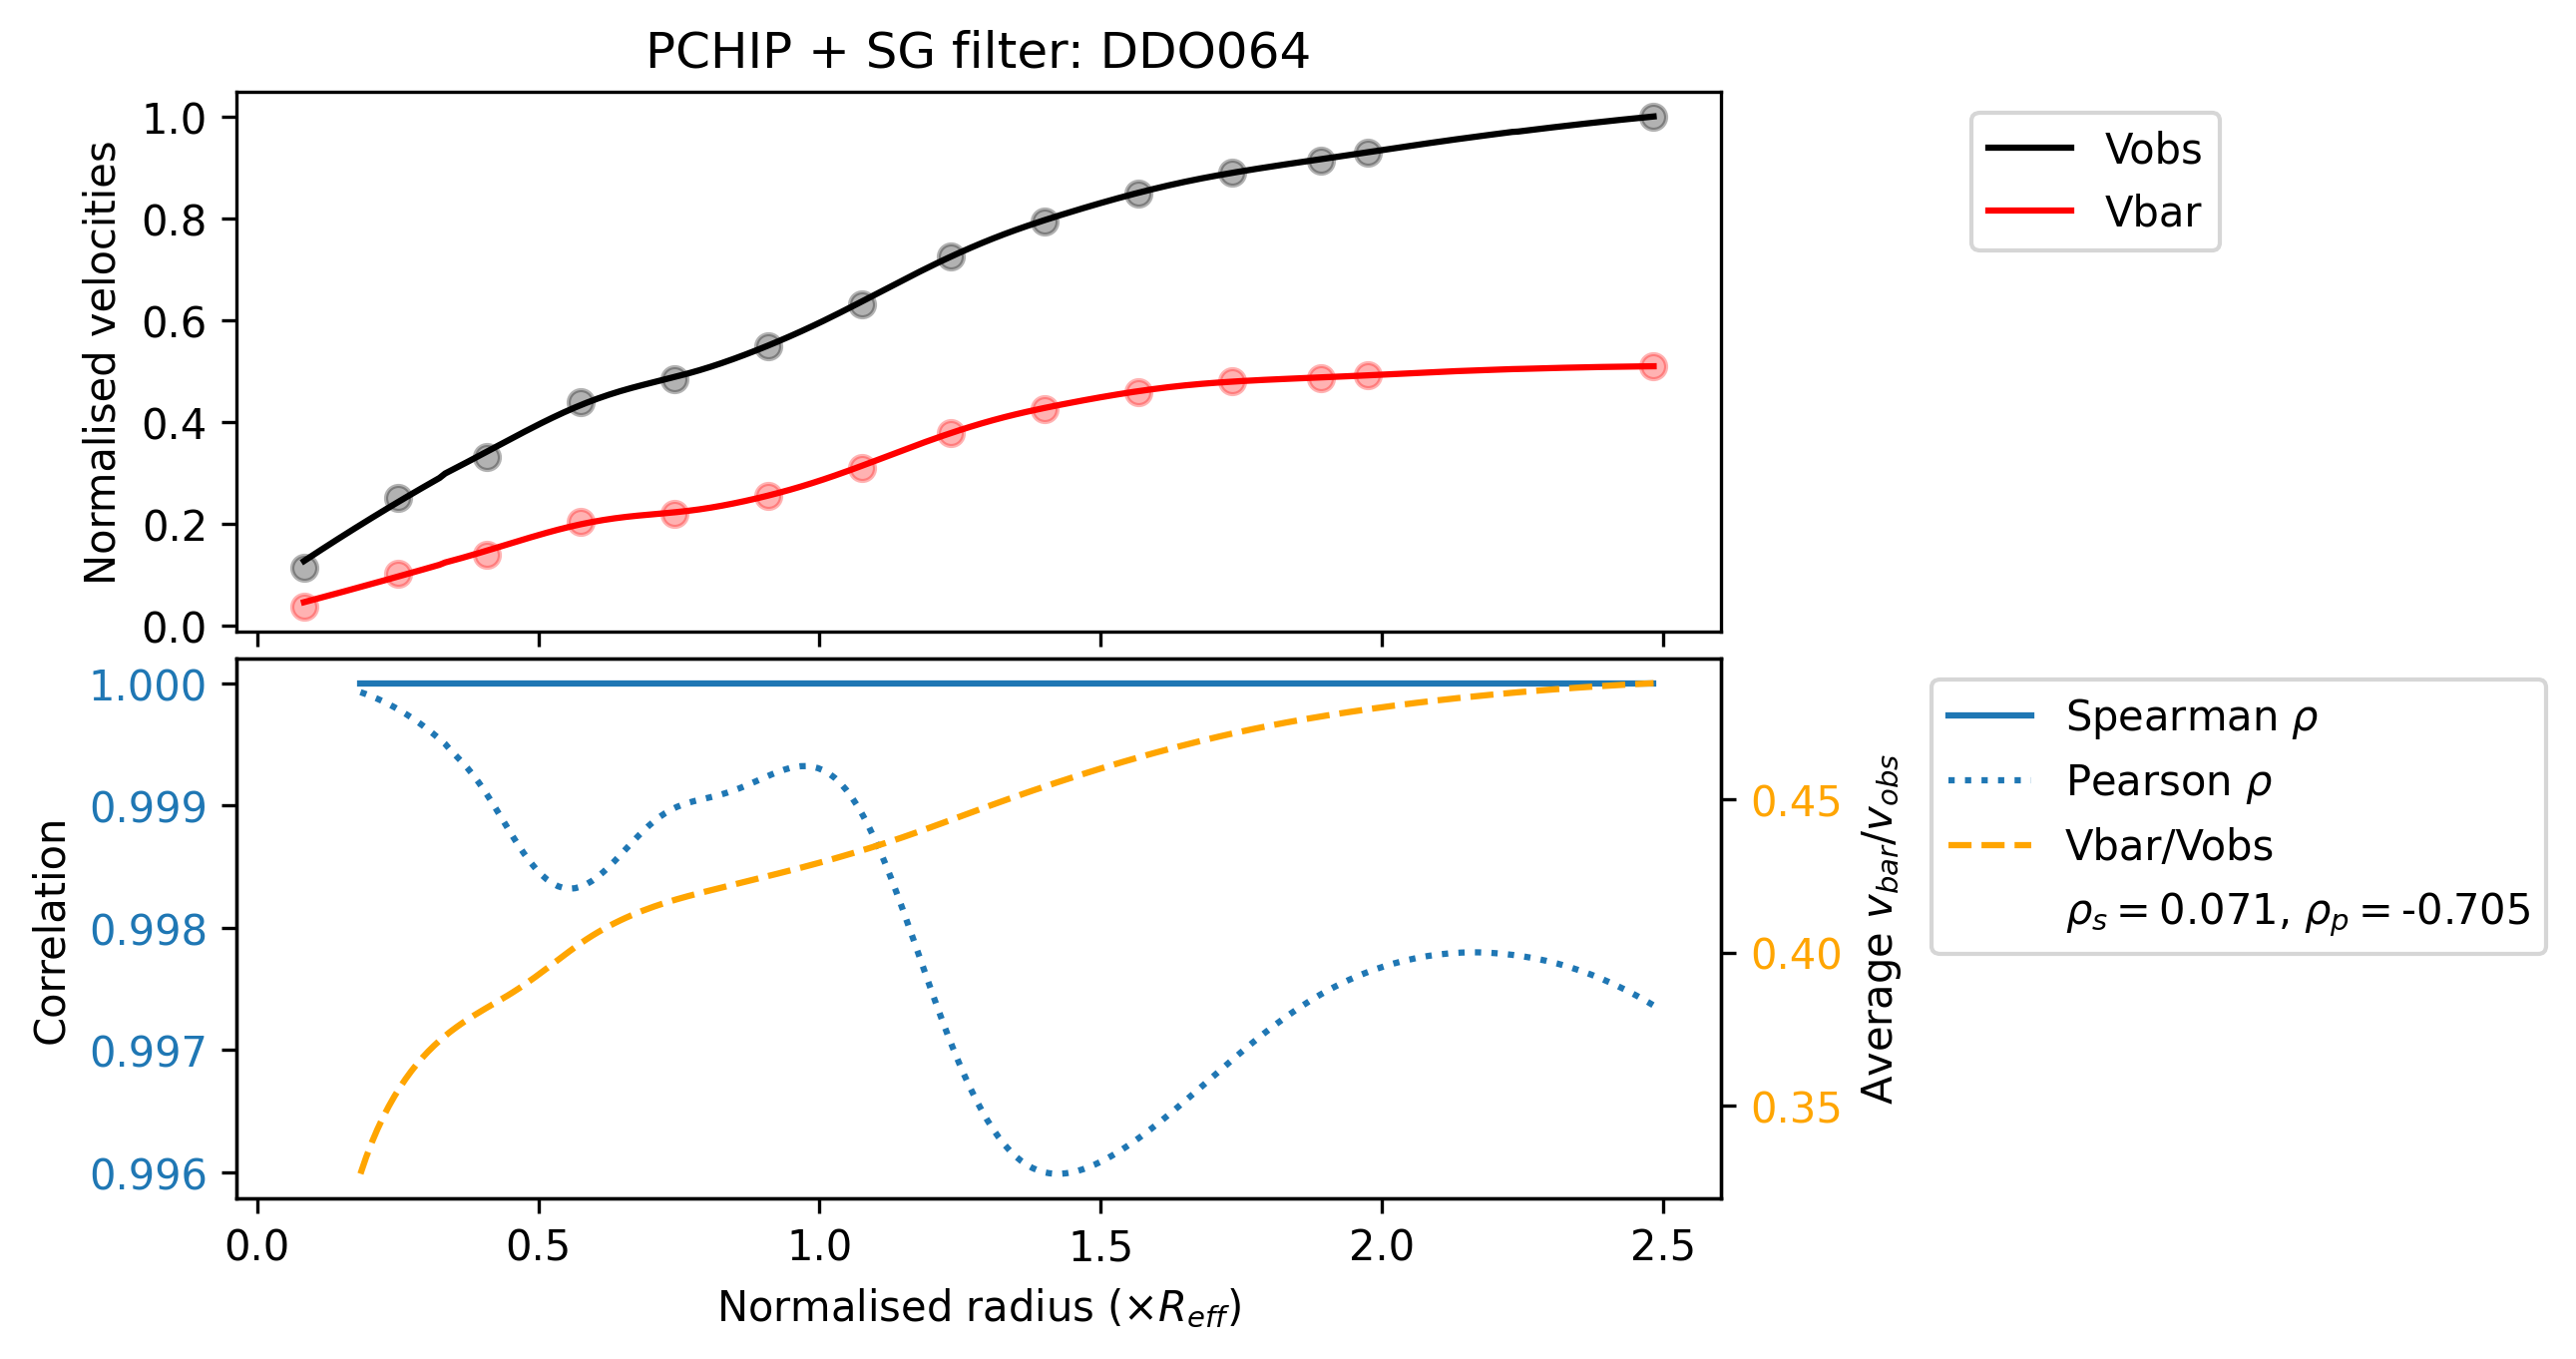 PCHIP + SG filter: DDO064
Normalised velocities
1.0
0.8
0.6
0.4
0.2
0.0
Vobs
Vbar
Correlation
1.000
0.999
0.998
0.997
0.996
0.45
0.40
0.35
Average v_bar/v_obs
Spearman ρ
Pearson ρ
Vbar/Vobs
ρ_s = 0.071, ρ_p = -0.705
0.0 0.5 1.0 1.5 2.0 2.5
Normalised radius (×R_eff)